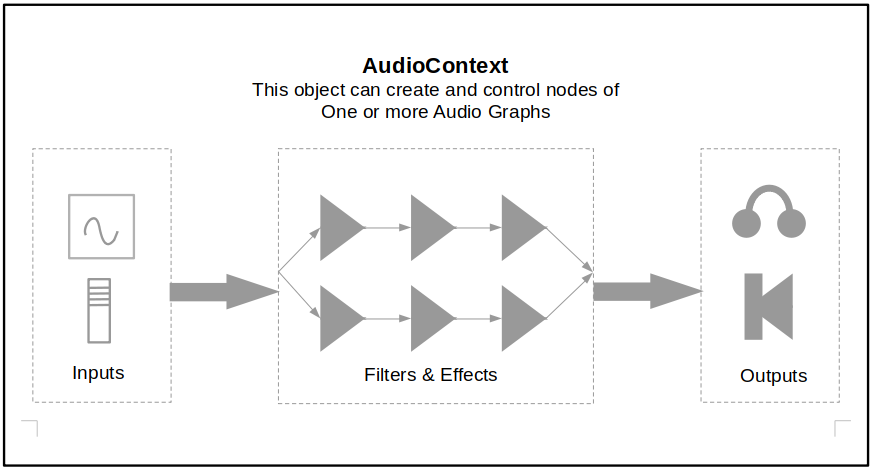 AudioContext
This object can create and control nodes of
One or more Audio Graphs
Inputs
Filters & Effects
Outputs